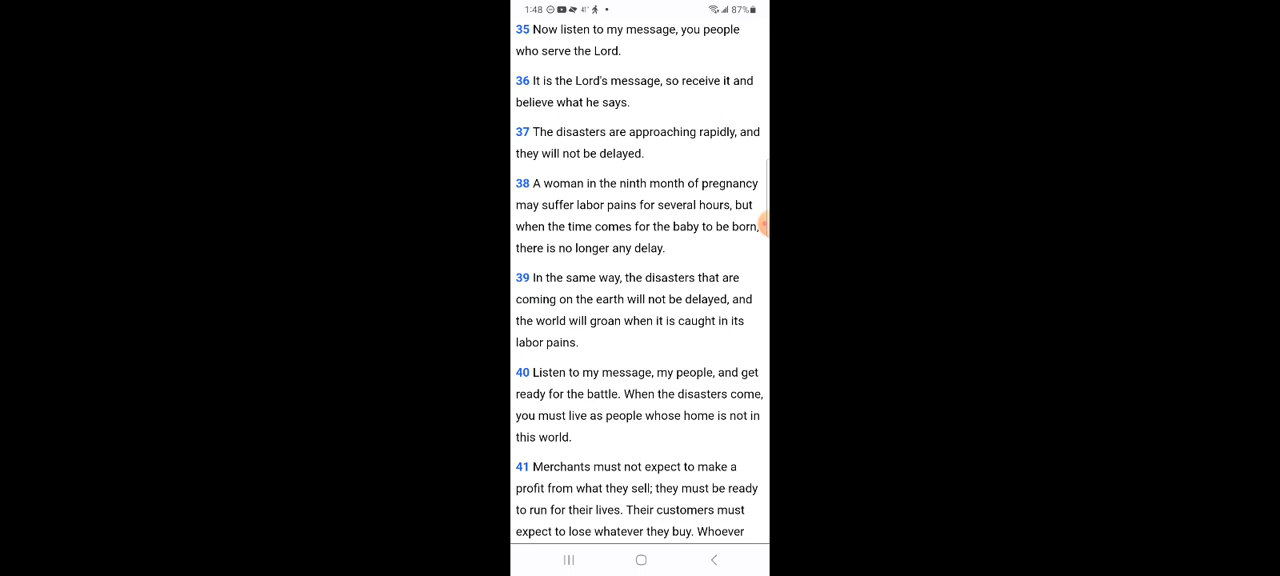 1:48 41° 87%
35 Now listen to my message, you people
who serve the Lord.
36 It is the Lord's message, so receive it and
believe what he says.
37 The disasters are approaching rapidly, and
they will not be delayed.
38 A woman in the ninth month of pregnancy
may suffer labor pains for several hours, but
when the time comes for the baby to be born,
there is no longer any delay.
39 In the same way, the disasters that are
coming on the earth will not be delayed, and
the world will groan when it is caught in its
labor pains.
40 Listen to my message, my people, and get
ready for the battle. When the disasters come,
you must live as people whose home is not in
this world.
41 Merchants must not expect to make a
profit from what they sell; they must be ready
to run for their lives. Their customers must
expect to lose whatever they buy. Whoever